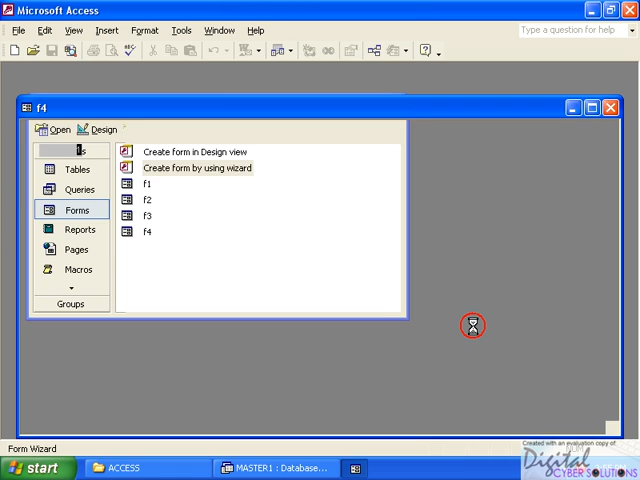 Microsoft Access
File Edit View Insert Format Tools Window Help
Type a question for help
f4
Open Design
s
Create form in Design view
Create form by using wizard
Tables
f1
Queries
f2
Forms
f3
Reports
f4
Pages
Macros
Groups
Form Wizard
NUM
Created with an evaluation copy of
Digital
CYBER SOLUTIONS
start
ACCESS
MASTER1 : Database...